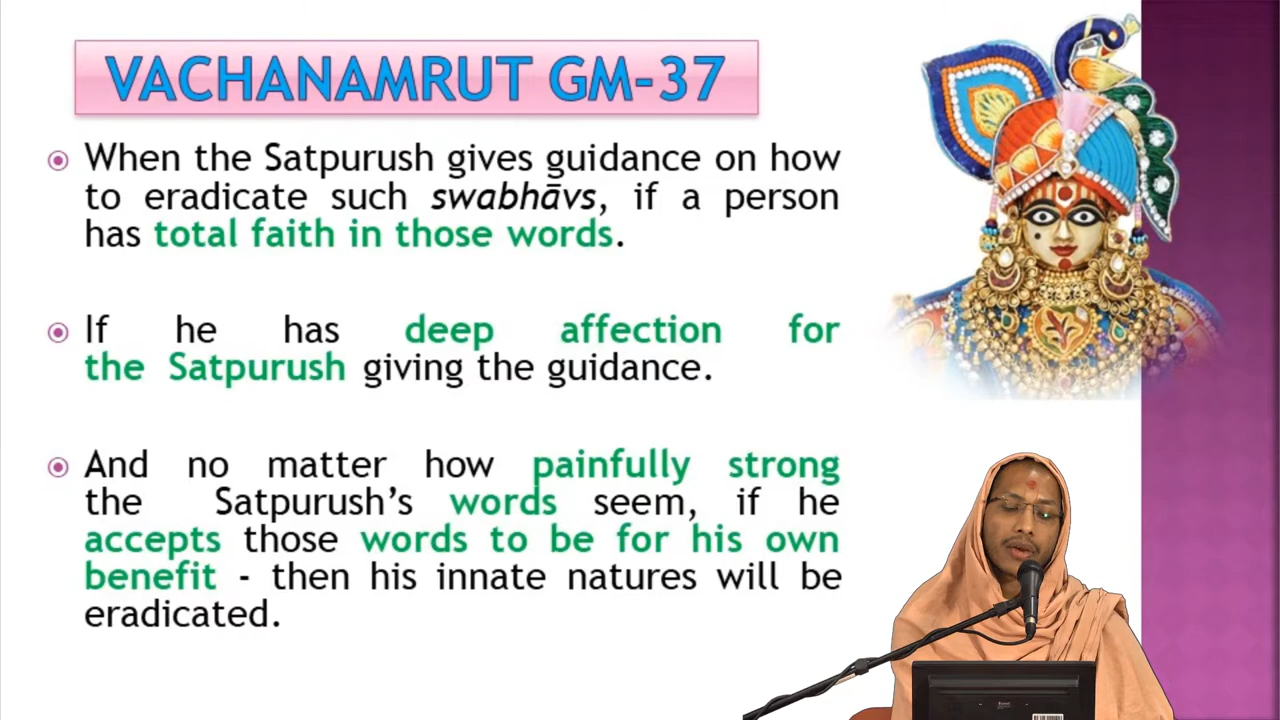 VACHANAMRUT GM-37
When the Satpurush gives guidance on how
to eradicate such swabhāvs, if a person
has total faith in those words.
If he has deep affection for
the Satpurush giving the guidance.
And no matter how painfully strong
the Satpurush's words seem, if he
accepts those words to be for his own
benefit - then his innate natures will be
eradicated.